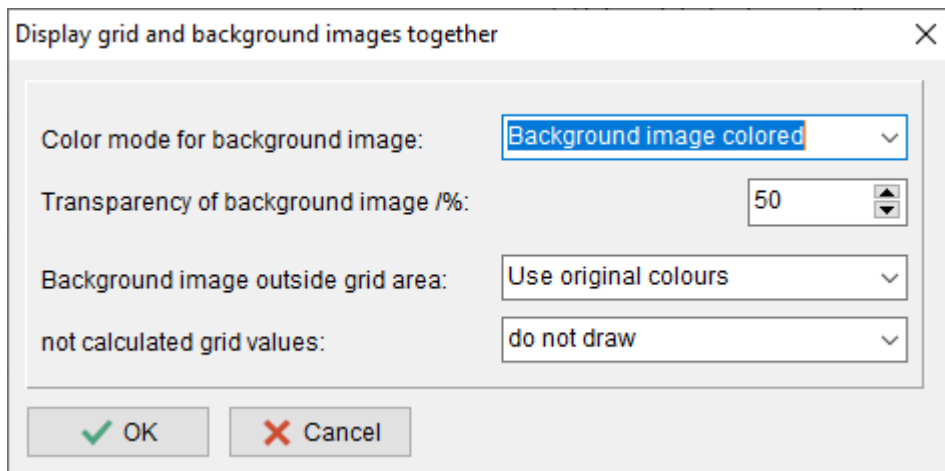 Display grid and background images together
Color mode for background image: Background image colored
Transparency of background image /%: 50
Background image outside grid area: Use original colours
not calculated grid values: do not draw
OK Cancel